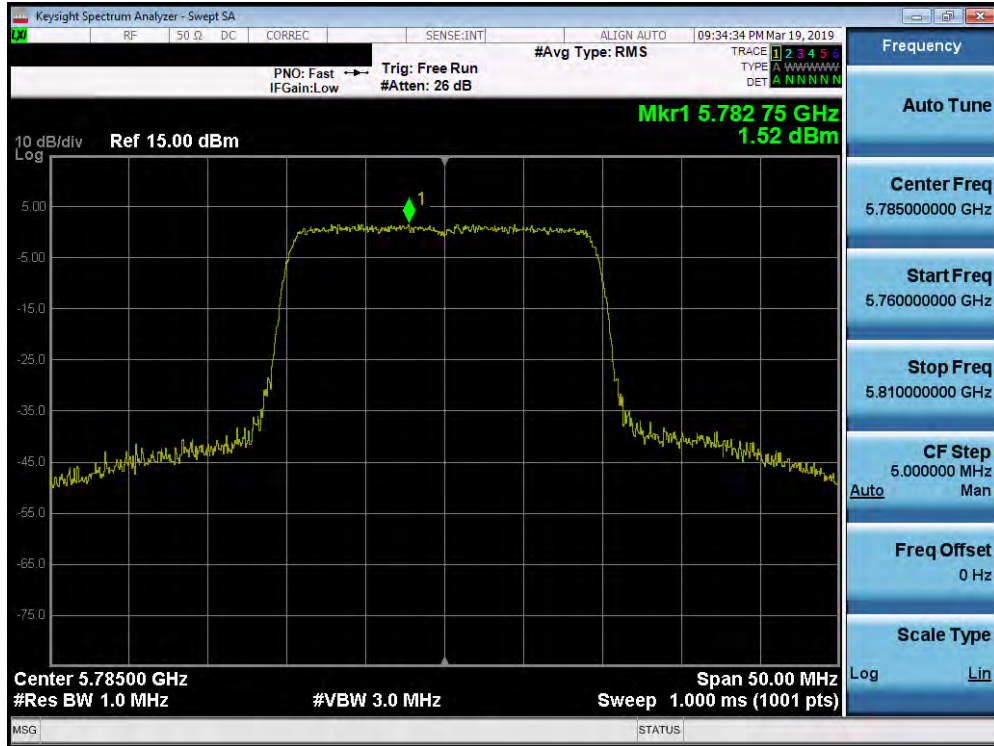 Keysight Spectrum Analyzer - Swept SA
LXI RF 50 Ω DC CORREC SENSE:INT ALIGN AUTO 09:34:34 PM Mar 19, 2019
#Avg Type: RMS
TRACE 1 2 3 4 5 6
TYPE A WWWWW
DET A N N N N N
PNO: Fast Trig: Free Run
IFGain:Low #Atten: 26 dB
Mkr1 5.782 75 GHz
1.52 dBm
10 dB/div Ref 15.00 dBm
Log
1
5.00
-5.00
-15.0
-25.0
-35.0
-45.0
-55.0
-65.0
-75.0
Center 5.78500 GHz Span 50.00 MHz
#Res BW 1.0 MHz #VBW 3.0 MHz Sweep 1.000 ms (1001 pts)
MSG STATUS
Frequency
Auto Tune
Center Freq
5.785000000 GHz
Start Freq
5.760000000 GHz
Stop Freq
5.810000000 GHz
CF Step
5.000000 MHz
Auto Man
Freq Offset
0 Hz
Scale Type
Log Lin